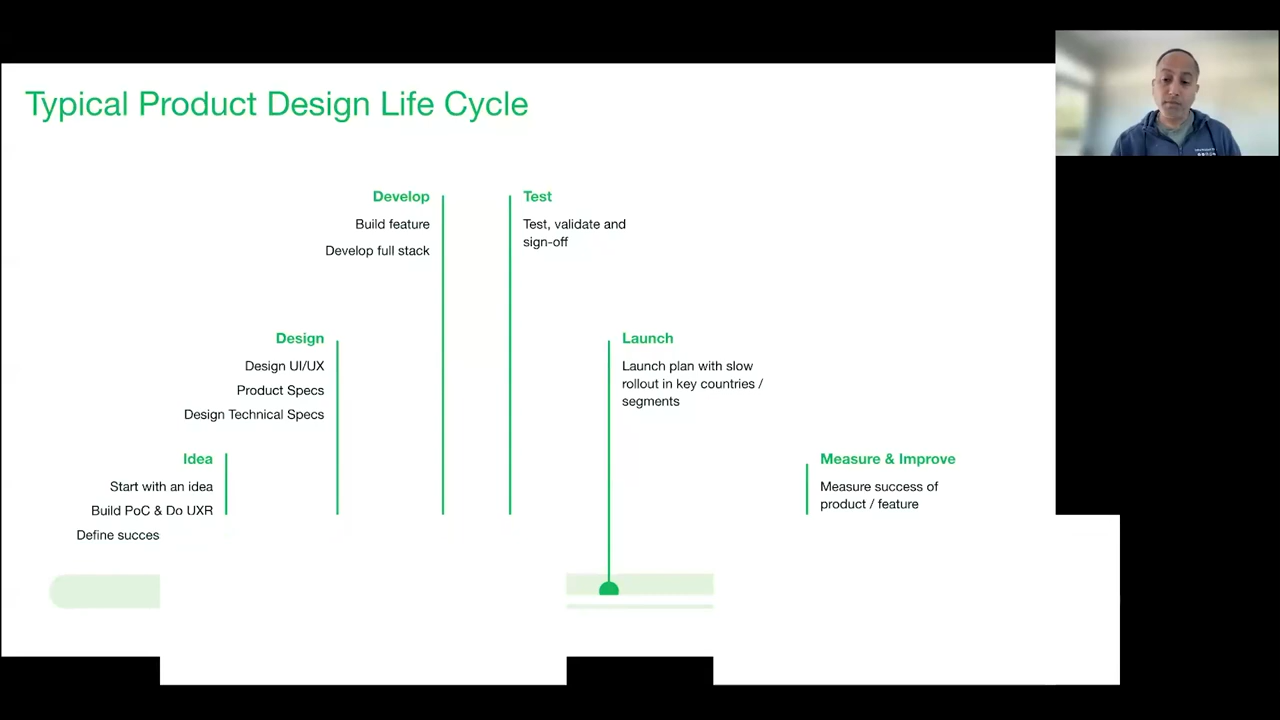 Typical Product Design Life Cycle
Develop
Build feature
Develop full stack
Test
Test, validate and
sign-off
Design
Design UI/UX
Product Specs
Design Technical Specs
Launch
Launch plan with slow
rollout in key countries /
segments
Idea
Start with an idea
Build PoC & Do UXR
Define succes
Measure & Improve
Measure success of
product / feature